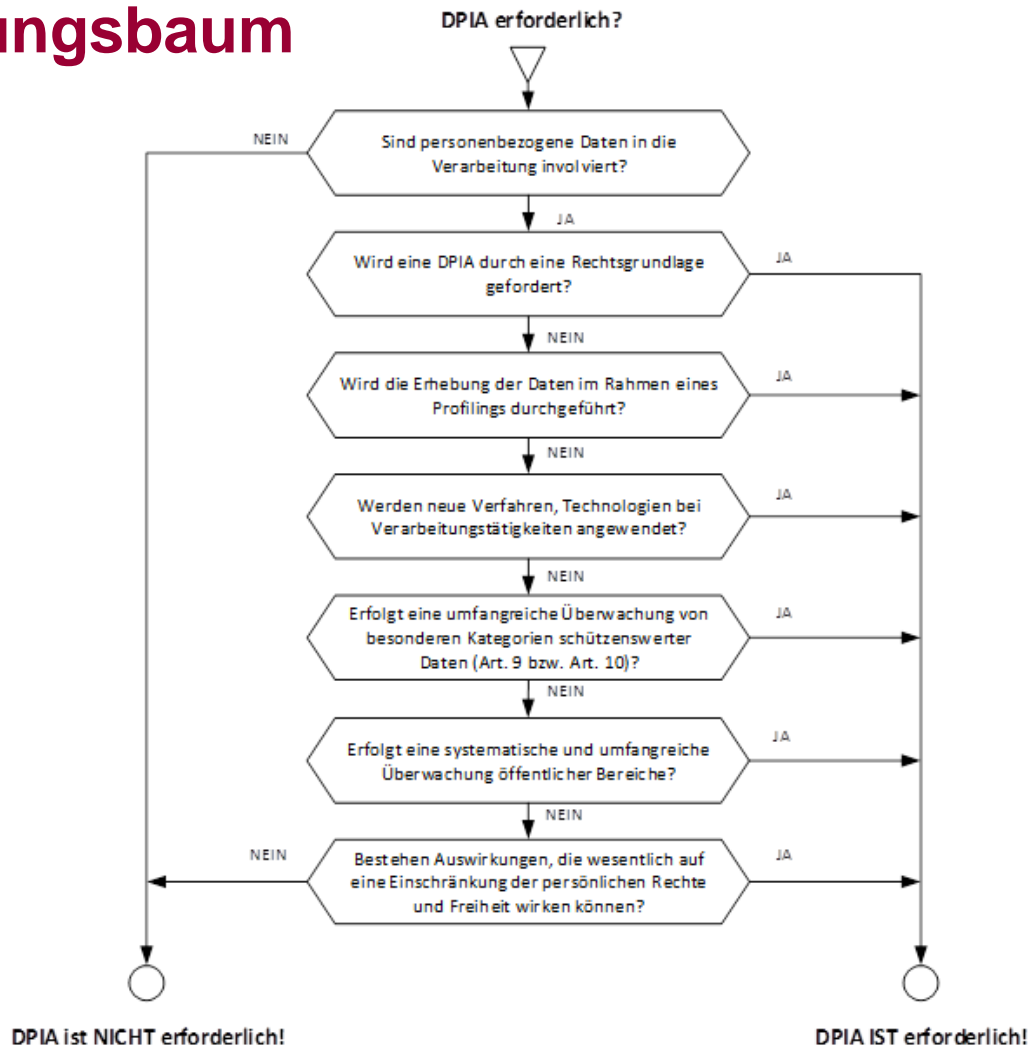 ungsbaum
DPIA erforderlich?
NEIN
Sind personenbezogene Daten in die
Verarbeitung involviert?
JA
Wird eine DPIA durch eine Rechtsgrundlage
gefordert?
JA
NEIN
Wird die Erhebung der Daten im Rahmen eines
Profilings durchgeführt?
JA
NEIN
Werden neue Verfahren, Technologien bei
Verarbeitungstätigkeiten angewendet?
JA
NEIN
Erfolgt eine umfangreiche Überwachung von
besonderen Kategorien schützenswerter
Daten (Art. 9 bzw. Art. 10)?
JA
NEIN
Erfolgt eine systematische und umfangreiche
Überwachung öffentlicher Bereiche?
JA
NEIN
NEIN
Bestehen Auswirkungen, die wesentlich auf
eine Einschränkung der persönlichen Rechte
und Freiheit wirken können?
JA
DPIA ist NICHT erforderlich!
DPIA IST erforderlich!